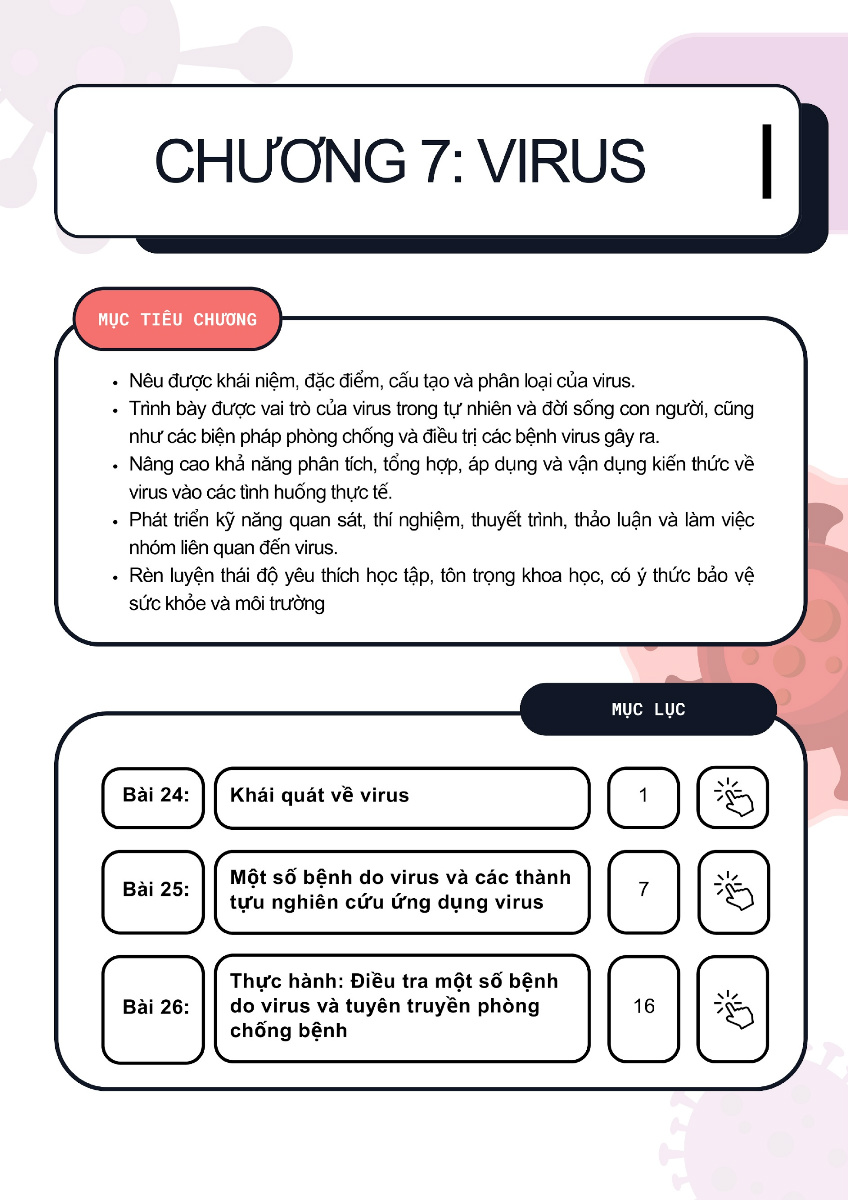 CHƯƠNG 7: VIRUS
MỤC TIÊU CHƯƠNG
• Nêu được khái niệm, đặc điểm, cấu tạo và phân loại của virus.
• Trình bày được vai trò của virus trong tự nhiên và đời sống con người, cũng
như các biện pháp phòng chống và điều trị các bệnh virus gây ra.
• Nâng cao khả năng phân tích, tổng hợp, áp dụng và vận dụng kiến thức về
virus vào các tình huống thực tế.
• Phát triển kỹ năng quan sát, thí nghiệm, thuyết trình, thảo luận và làm việc
nhóm liên quan đến virus.
• Rèn luyện thái độ yêu thích học tập, tôn trọng khoa học, có ý thức bảo vệ
sức khỏe và môi trường
MỤC LỤC
Bài 24: Khái quát về virus 1
Bài 25: Một số bệnh do virus và các thành
tựu nghiên cứu ứng dụng virus 7
Bài 26: Thực hành: Điều tra một số bệnh
do virus và tuyên truyền phòng 16
chống bệnh